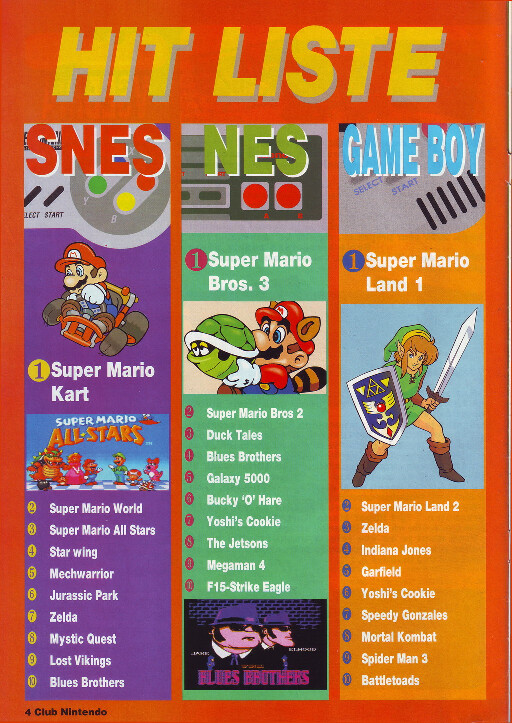 HIT LISTE
SNES
Y
B
LECT START
1 Super Mario
Kart
SUPER MARIO
ALL-STARS
2 Super Mario World
3 Super Mario All Stars
4 Star wing
5 Mechwarrior
6 Jurassic Park
7 Zelda
8 Mystic Quest
9 Lost Vikings
10 Blues Brothers
NES
B A
1 Super Mario
Bros. 3
2 Super Mario Bros 2
3 Duck Tales
4 Blues Brothers
5 Galaxy 5000
6 Bucky 'O' Hare
7 Yoshi's Cookie
8 The Jetsons
9 Megaman 4
10 F15-Strike Eagle
JAKE ELWOOD
THE
BLUES BROTHERS
GAME BOY
SELECT START
1 Super Mario
Land 1
2 Super Mario Land 2
3 Zelda
4 Indiana Jones
5 Garfield
6 Yoshi's Cookie
7 Speedy Gonzales
8 Mortal Kombat
9 Spider Man 3
10 Battletoads
4 Club Nintendo